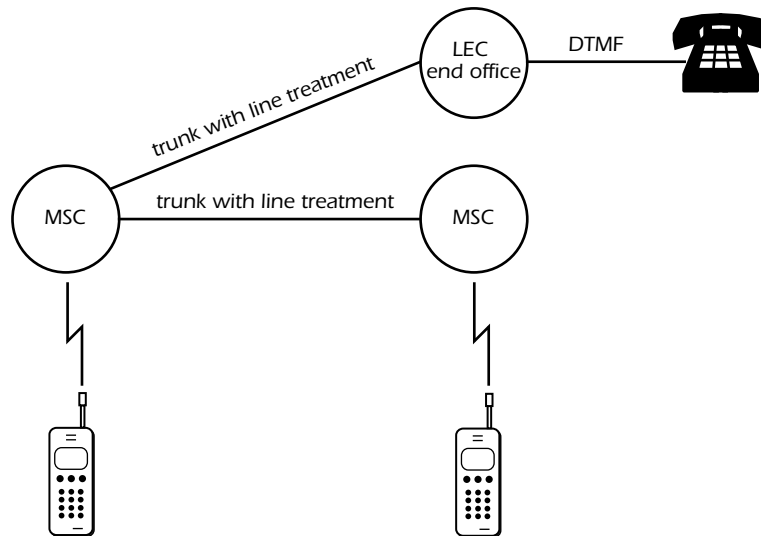 LEC
end office
DTMF
trunk with line treatment
MSC
trunk with line treatment
MSC